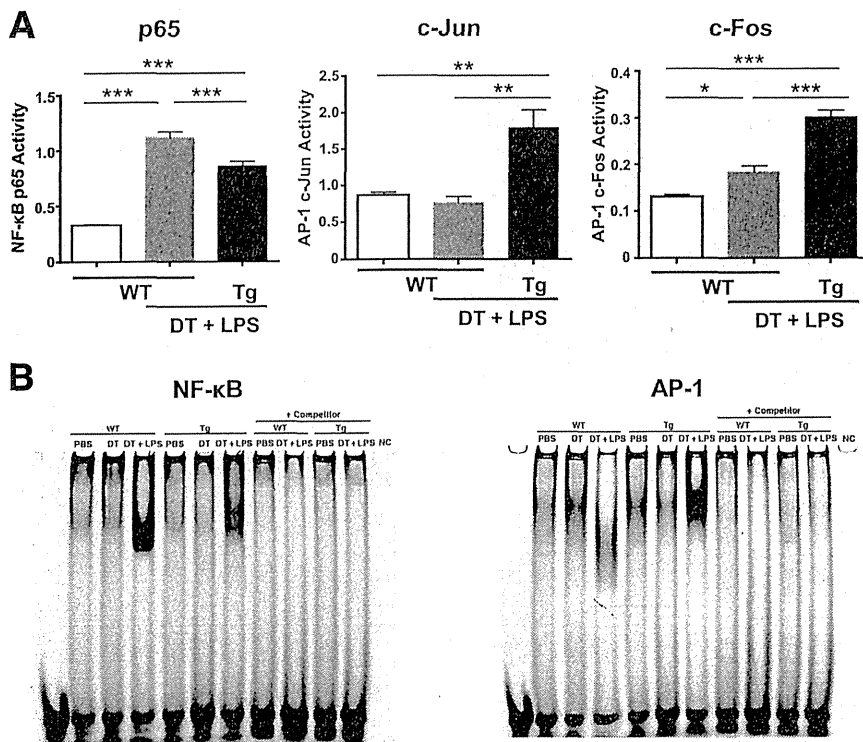 A
p65
c-Jun
c-Fos
***
*** ***
NF-κB p65 Activity
1.5
1.0
0.5
0
WT Tg
DT + LPS
**
**
AP-1 c-Jun Activity
2.5
2.0
1.5
1.0
0.5
0.0
WT Tg
DT + LPS
***
* ***
AP-1 c-Fos Activity
0.4
0.3
0.2
0.1
0
WT Tg
DT + LPS
B
NF-κB
+ Competitor
WT Tg WT Tg
PBS DT DT + LPS PBS DT DT + LPS PBS DT + LPS PBS DT + LPS NC
AP-1
+ Competitor
WT Tg WT Tg
PBS DT DT + LPS PBS DT DT + LPS PBS DT + LPS PBS DT + LPS NC